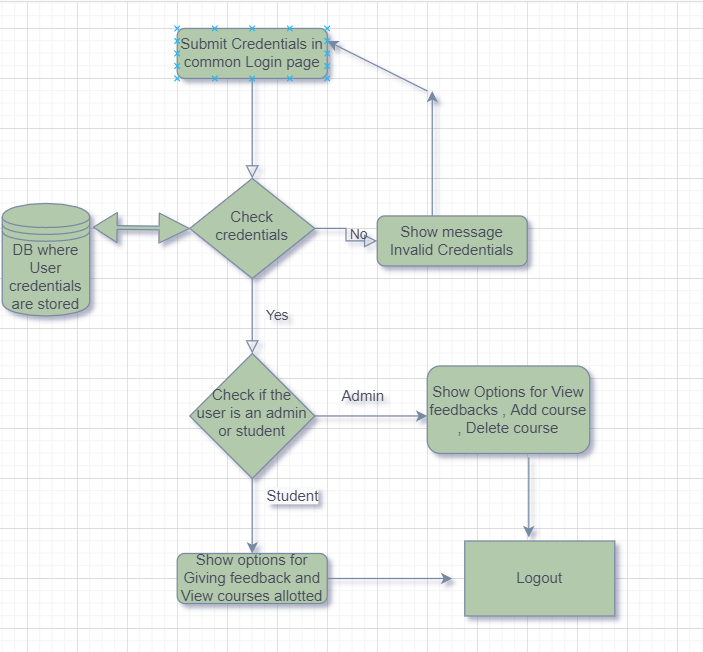 Submit Credentials in
common Login page
Check
credentials
No
Show message
Invalid Credentials
DB where
User
credentials
are stored
Yes
Check if the
user is an admin
or student
Admin
Show Options for View
feedbacks , Add course
, Delete course
Student
Show options for
Giving feedback and
View courses allotted
Logout